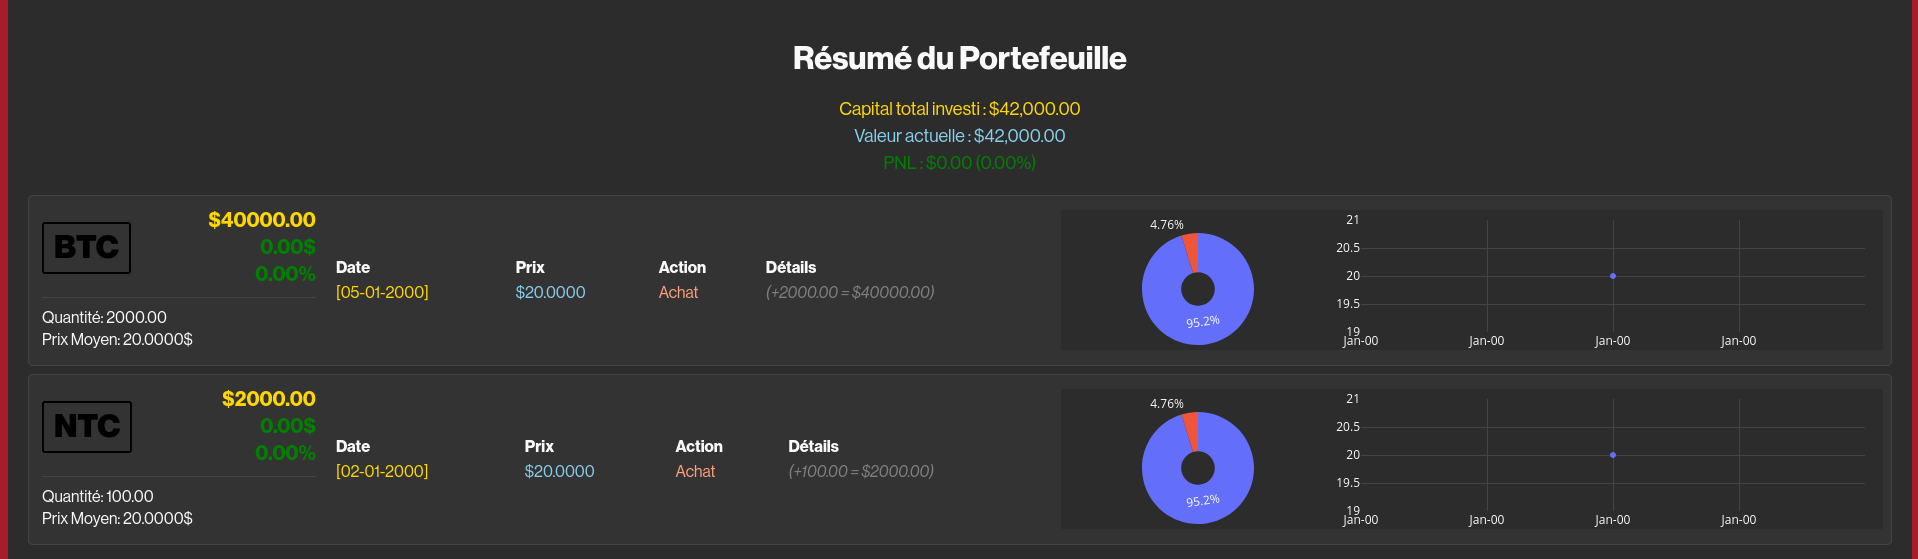 Résumé du Portefeuille
Capital total investi : $42,000.00
Valeur actuelle : $42,000.00
PNL : $0.00 (0.00%)
BTC
$40000.00
0.00$
0.00%
Quantité: 2000.00
Prix Moyen: 20.0000$
Date Prix Action Détails
[05-01-2000] $20.0000 Achat (+2000.00 = $40000.00)
4.76%
95.2%
21
20.5
20
19.5
19
Jan-00 Jan-00 Jan-00 Jan-00
NTC
$2000.00
0.00$
0.00%
Quantité: 100.00
Prix Moyen: 20.0000$
Date Prix Action Détails
[02-01-2000] $20.0000 Achat (+100.00 = $2000.00)
4.76%
95.2%
21
20.5
20
19.5
19
Jan-00 Jan-00 Jan-00 Jan-00